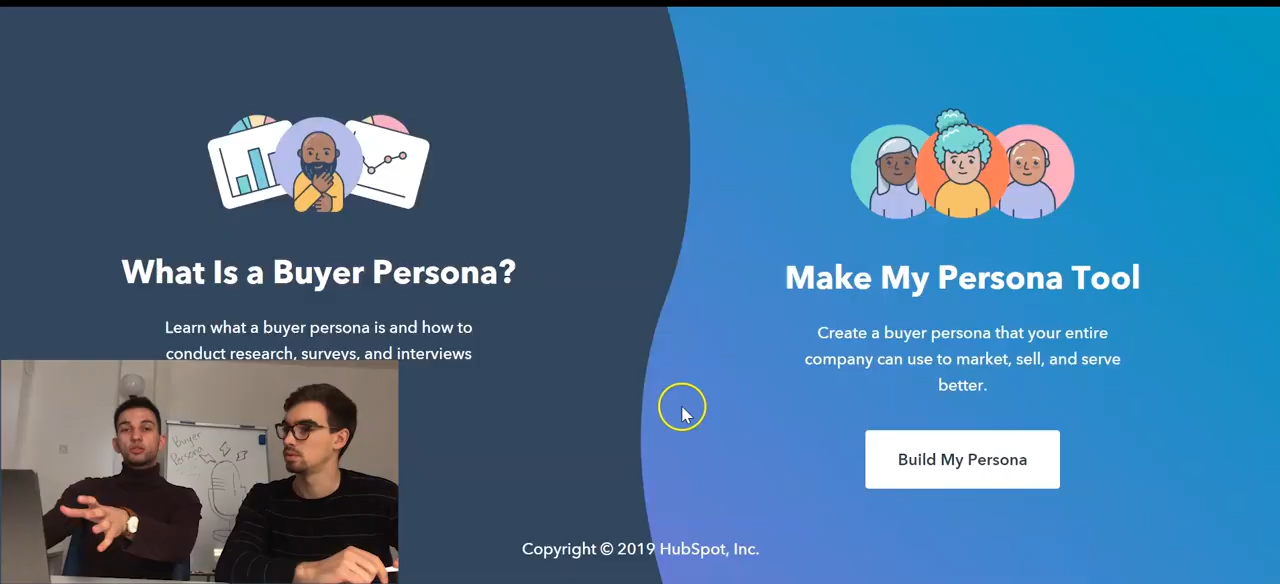 What Is a Buyer Persona?
Learn what a buyer persona is and how to
conduct research, surveys, and interviews
Buyer
Persona
Make My Persona Tool
Create a buyer persona that your entire
company can use to market, sell, and serve
better.
Build My Persona
Copyright © 2019 HubSpot, Inc.